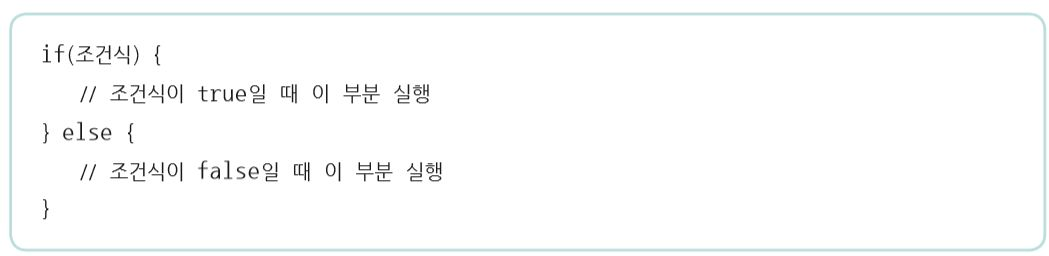 if(조건식) {
// 조건식이 true일 때 이 부분 실행
} else {
// 조건식이 false일 때 이 부분 실행
}